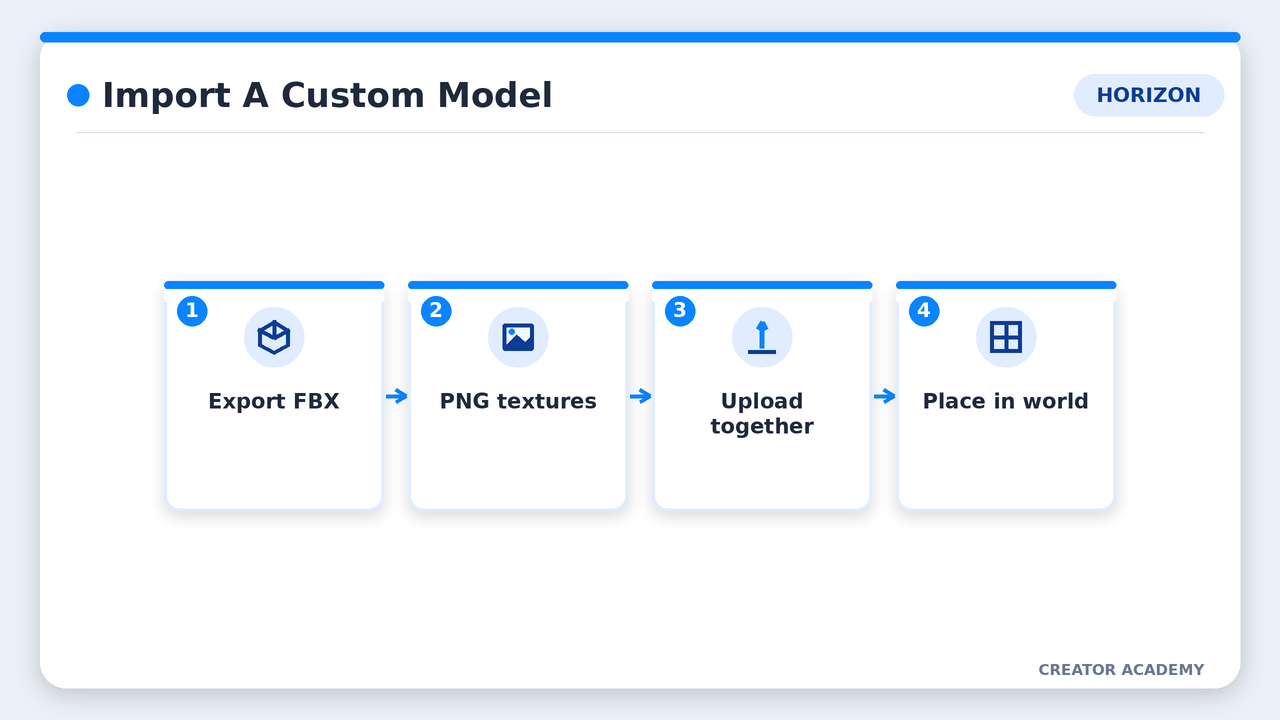 Import A Custom Model
HORIZON
1
Export FBX
2
PNG textures
3
Upload
together
4
Place in world
CREATOR ACADEMY